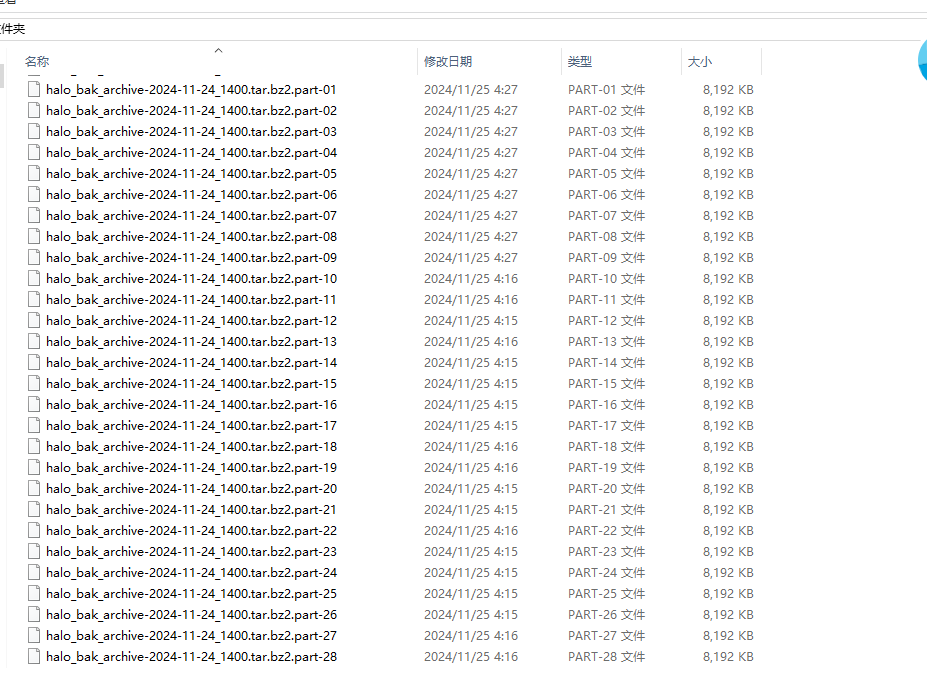 件夹
名称 修改日期 类型 大小
halo_bak_archive-2024-11-24_1400.tar.bz2.part-01 2024/11/25 4:27 PART-01 文件 8,192 KB
halo_bak_archive-2024-11-24_1400.tar.bz2.part-02 2024/11/25 4:27 PART-02 文件 8,192 KB
halo_bak_archive-2024-11-24_1400.tar.bz2.part-03 2024/11/25 4:27 PART-03 文件 8,192 KB
halo_bak_archive-2024-11-24_1400.tar.bz2.part-04 2024/11/25 4:27 PART-04 文件 8,192 KB
halo_bak_archive-2024-11-24_1400.tar.bz2.part-05 2024/11/25 4:27 PART-05 文件 8,192 KB
halo_bak_archive-2024-11-24_1400.tar.bz2.part-06 2024/11/25 4:27 PART-06 文件 8,192 KB
halo_bak_archive-2024-11-24_1400.tar.bz2.part-07 2024/11/25 4:27 PART-07 文件 8,192 KB
halo_bak_archive-2024-11-24_1400.tar.bz2.part-08 2024/11/25 4:27 PART-08 文件 8,192 KB
halo_bak_archive-2024-11-24_1400.tar.bz2.part-09 2024/11/25 4:27 PART-09 文件 8,192 KB
halo_bak_archive-2024-11-24_1400.tar.bz2.part-10 2024/11/25 4:16 PART-10 文件 8,192 KB
halo_bak_archive-2024-11-24_1400.tar.bz2.part-11 2024/11/25 4:16 PART-11 文件 8,192 KB
halo_bak_archive-2024-11-24_1400.tar.bz2.part-12 2024/11/25 4:15 PART-12 文件 8,192 KB
halo_bak_archive-2024-11-24_1400.tar.bz2.part-13 2024/11/25 4:16 PART-13 文件 8,192 KB
halo_bak_archive-2024-11-24_1400.tar.bz2.part-14 2024/11/25 4:15 PART-14 文件 8,192 KB
halo_bak_archive-2024-11-24_1400.tar.bz2.part-15 2024/11/25 4:15 PART-15 文件 8,192 KB
halo_bak_archive-2024-11-24_1400.tar.bz2.part-16 2024/11/25 4:15 PART-16 文件 8,192 KB
halo_bak_archive-2024-11-24_1400.tar.bz2.part-17 2024/11/25 4:15 PART-17 文件 8,192 KB
halo_bak_archive-2024-11-24_1400.tar.bz2.part-18 2024/11/25 4:16 PART-18 文件 8,192 KB
halo_bak_archive-2024-11-24_1400.tar.bz2.part-19 2024/11/25 4:16 PART-19 文件 8,192 KB
halo_bak_archive-2024-11-24_1400.tar.bz2.part-20 2024/11/25 4:15 PART-20 文件 8,192 KB
halo_bak_archive-2024-11-24_1400.tar.bz2.part-21 2024/11/25 4:15 PART-21 文件 8,192 KB
halo_bak_archive-2024-11-24_1400.tar.bz2.part-22 2024/11/25 4:16 PART-22 文件 8,192 KB
halo_bak_archive-2024-11-24_1400.tar.bz2.part-23 2024/11/25 4:15 PART-23 文件 8,192 KB
halo_bak_archive-2024-11-24_1400.tar.bz2.part-24 2024/11/25 4:15 PART-24 文件 8,192 KB
halo_bak_archive-2024-11-24_1400.tar.bz2.part-25 2024/11/25 4:15 PART-25 文件 8,192 KB
halo_bak_archive-2024-11-24_1400.tar.bz2.part-26 2024/11/25 4:15 PART-26 文件 8,192 KB
halo_bak_archive-2024-11-24_1400.tar.bz2.part-27 2024/11/25 4:16 PART-27 文件 8,192 KB
halo_bak_archive-2024-11-24_1400.tar.bz2.part-28 2024/11/25 4:16 PART-28 文件 8,192 KB